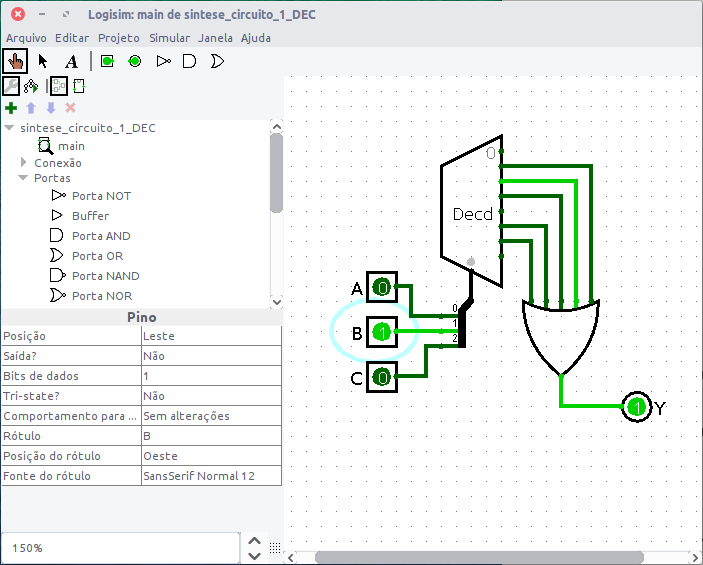 Logisim: main de sintese_circuito_1_DEC
Arquivo Editar Projeto Simular Janela Ajuda
A
sintese_circuito_1_DEC
main
Conexão
Portas
Porta NOT
Buffer
Porta AND
Porta OR
Porta NAND
Porta NOR
Pino
Posição Leste
Saída? Não
Bits de dados 1
Tri-state? Não
Comportamento para ... Sem alterações
Rótulo B
Posição do rótulo Oeste
Fonte do rótulo SansSerif Normal 12
150%
0
Decd
A 0
0
B 1
1
2
C 0
1 Y